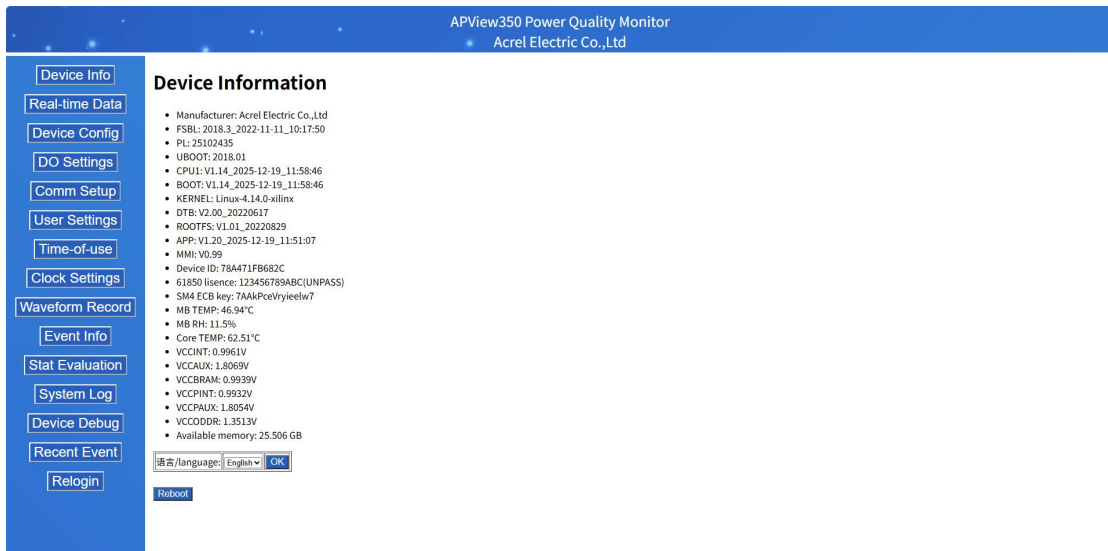 APView350 Power Quality Monitor
Acrel Electric Co.,Ltd
Device Info
Real-time Data
Device Config
DO Settings
Comm Setup
User Settings
Time-of-use
Clock Settings
Waveform Record
Event Info
Stat Evaluation
System Log
Device Debug
Recent Event
Relogin
Device Information
Manufacturer: Acrel Electric Co.,Ltd
FSBL: 2018.3_2022-11-11_10:17:50
PL: 25102435
UBOOT: 2018.01
CPU1: V1.14_2025-12-19_11:58:46
BOOT: V1.14_2025-12-19_11:58:46
KERNEL: Linux-4.14.0-xilinx
DTB: V2.00_20220617
ROOTFS: V1.01_20220829
APP: V1.20_2025-12-19_11:51:07
MMI: V0.99
Device ID: 78A471FB682C
61850 lisence: 123456789ABC(UNPASS)
SM4 ECB key: 7AAkPceVryieelw7
MB TEMP: 46.94°C
MB RH: 11.5%
Core TEMP: 62.51°C
VCCINT: 0.9961V
VCCAUX: 1.8069V
VCCBRAM: 0.9939V
VCCPINT: 0.9932V
VCCPAUX: 1.8054V
VCCODDR: 1.3513V
Available memory: 25.506 GB
语言/language: English OK
Reboot